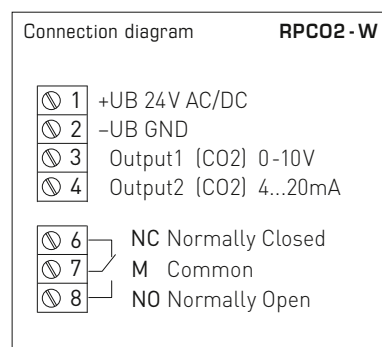 Connection diagram RPCO2-W
1 +UB 24V AC/DC
2 –UB GND
3 Output1 (CO2) 0-10V
4 Output2 (CO2) 4...20mA
6 NC Normally Closed
7 M Common
8 NO Normally Open